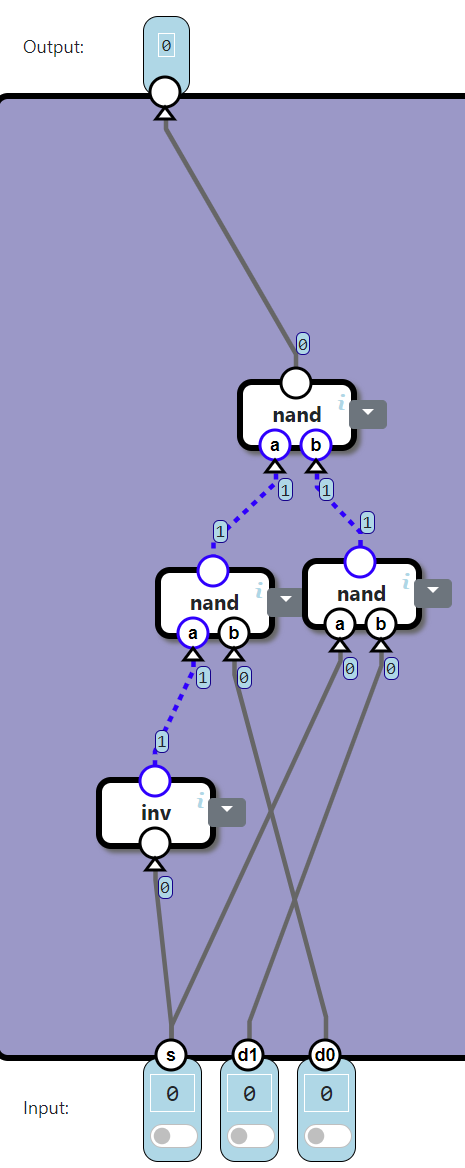 Output:
0
0
i
nand
a b
1 1
1 1
i i
nand nand
a b a b
1 0 0 0
1
i
inv
0
s d1 d0
Input:
0 0 0